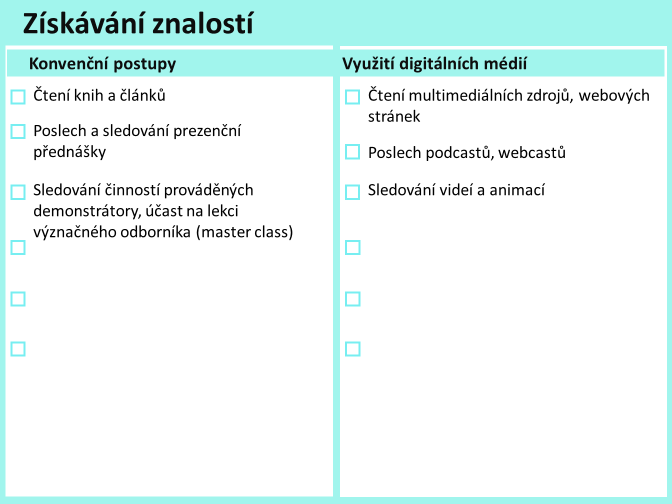 Získávání znalostí
Konvenční postupy
Čtení knih a článků
Poslech a sledování prezenční
přednášky
Sledování činností prováděných
demonstrátory, účast na lekci
význačného odborníka (master class)
Využití digitálních médií
Čtení multimediálních zdrojů, webových
stránek
Poslech podcastů, webcastů
Sledování videí a animací